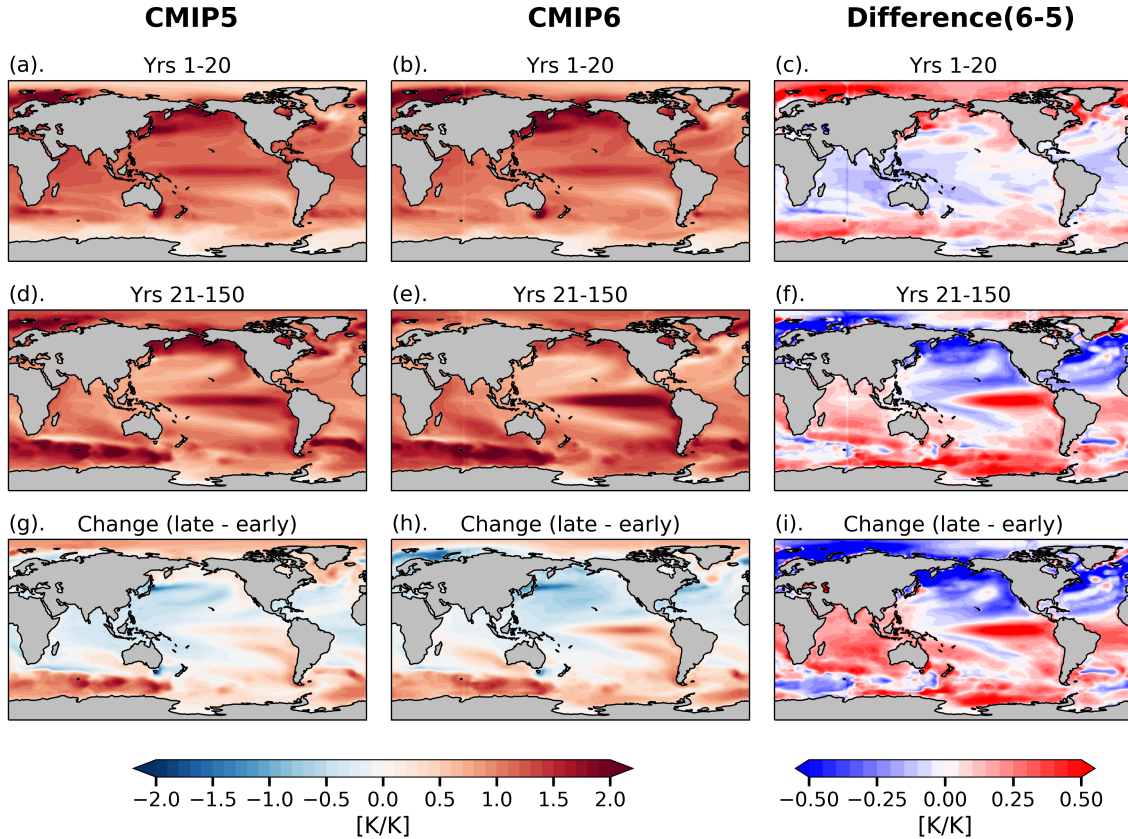 CMIP5 CMIP6 Difference(6-5)
(a). Yrs 1-20 (b). Yrs 1-20 (c). Yrs 1-20
(d). Yrs 21-150 (e). Yrs 21-150 (f). Yrs 21-150
(g). Change (late - early) (h). Change (late - early) (i). Change (late - early)
−2.0 −1.5 −1.0 −0.5 0.0 0.5 1.0 1.5 2.0 −0.50 −0.25 0.00 0.25 0.50
[K/K] [K/K]